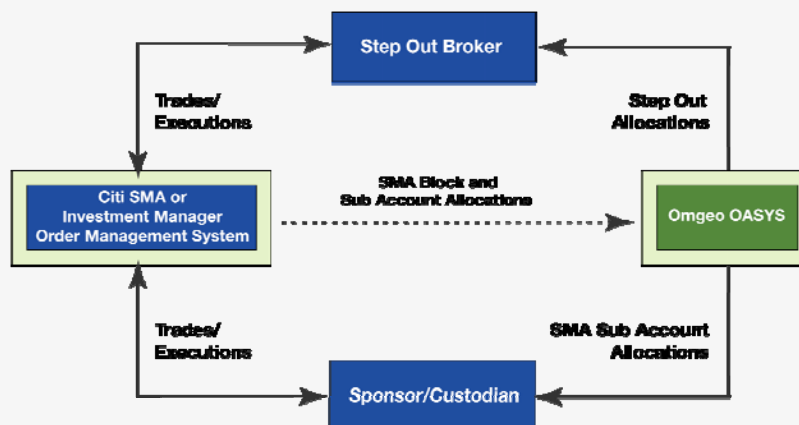 Step Out Broker
Trades/
Executions
Step Out
Allocations
Citi SMA or
Investment Manager
Order Management System
SMA Block and
Sub Account Allocations
Omgeo OASYS
Trades/
Executions
SMA Sub Account
Allocations
Sponsor/Custodian